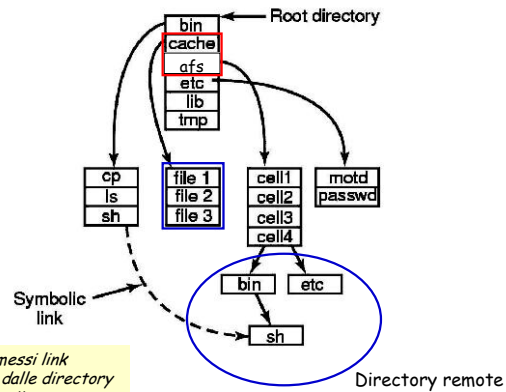 Root directory
bin
cache
afs
etc
lib
tmp
cp
ls
sh
file 1
file 2
file 3
cell1
cell2
cell3
cell4
motd
passwd
bin
etc
Symbolic
link
sh
messi link
dalle directory
Directory remote